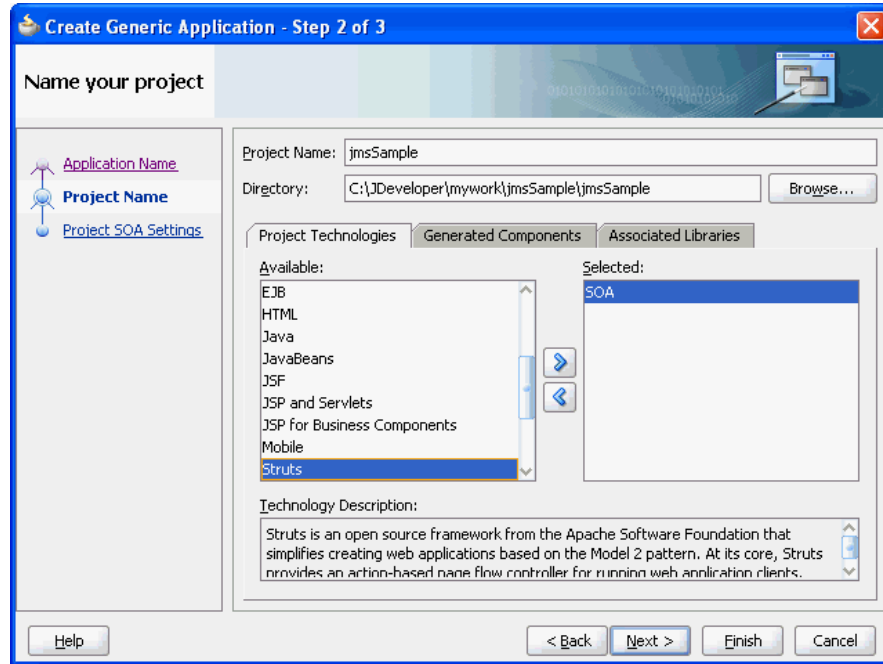 Create Generic Application - Step 2 of 3
Name your project
Application Name
Project Name
Project SOA Settings
Project Name: jmsSample
Directory: C:\JDeveloper\mywork\jmsSample\jmsSample Browse...
Project Technologies Generated Components Associated Libraries
Available: Selected:
EJB SOA
HTML
Java
JavaBeans
JSF
JSP and Servlets
JSP for Business Components
Mobile
Struts
Technology Description:
Struts is an open source framework from the Apache Software Foundation that
simplifies creating web applications based on the Model 2 pattern. At its core, Struts
provides an action-based page flow controller for running web application clients.
Help < Back Next > Finish Cancel